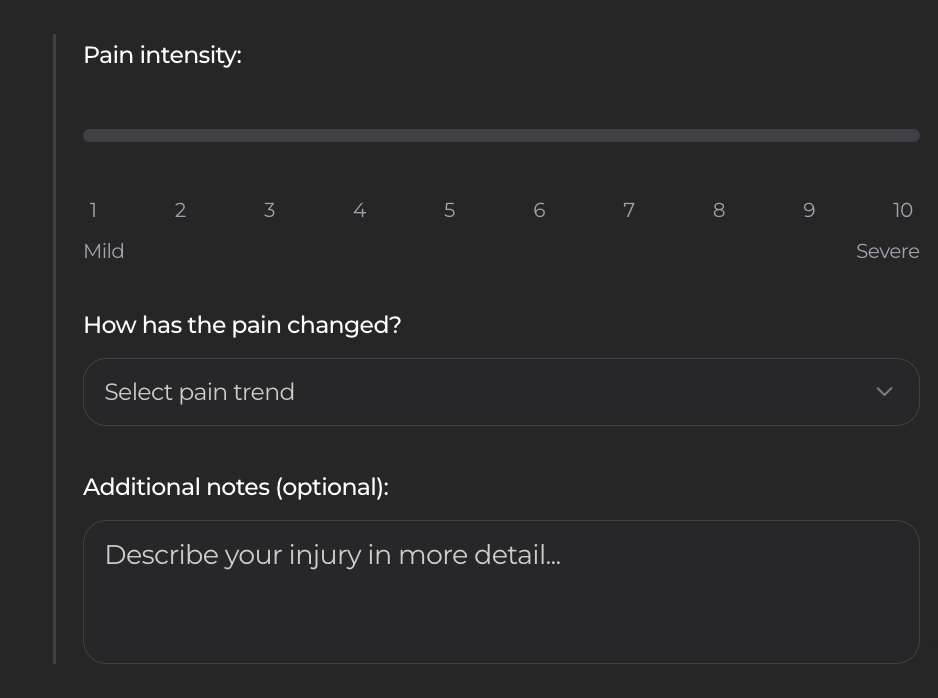 Pain intensity:
1 2 3 4 5 6 7 8 9 10
Mild Severe
How has the pain changed?
Select pain trend
Additional notes (optional):
Describe your injury in more detail...